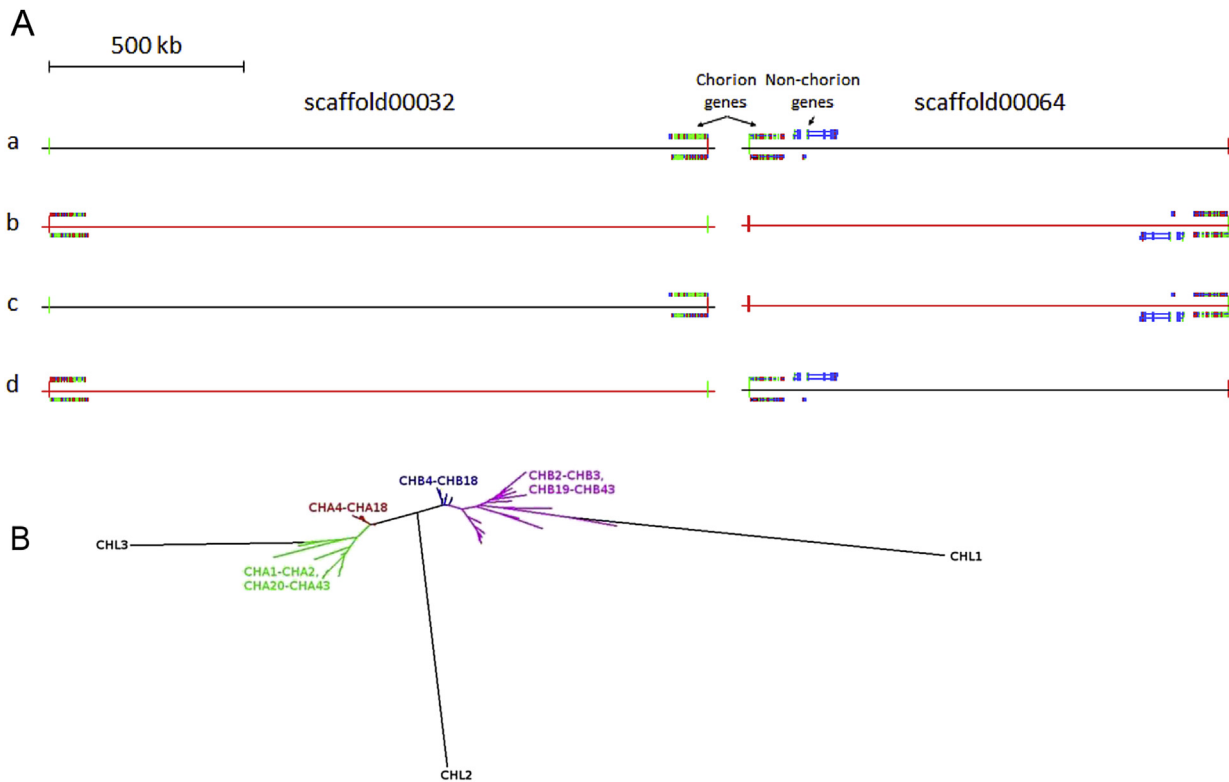 A
500 kb
scaffold00032
Chorion
genes
Non-chorion
genes
scaffold00064
a
b
c
d
B
CHA4-CHA18
CHB4-CHB18
CHB2-CHB3,
CHB19-CHB43
CHL3
CHA1-CHA2,
CHA20-CHA43
CHL1
CHL2